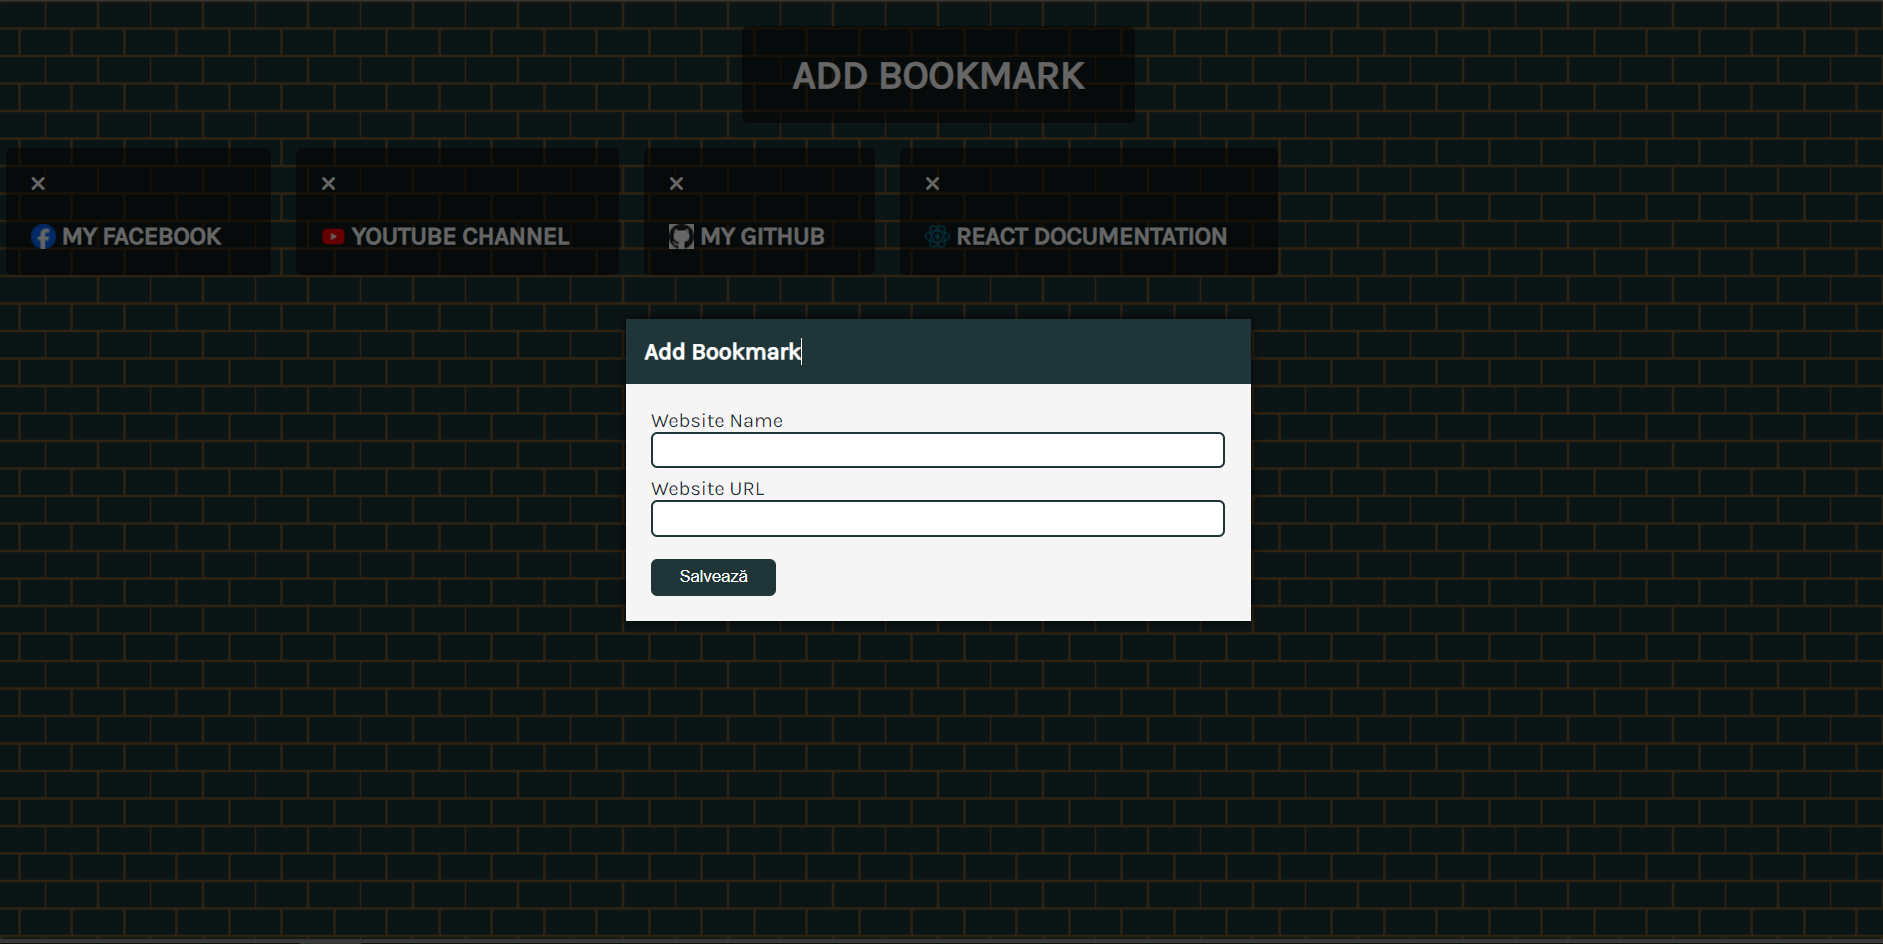 ADD BOOKMARK
MY FACEBOOK
YOUTUBE CHANNEL
MY GITHUB
REACT DOCUMENTATION
Add Bookmark
Website Name
Website URL
Salvează